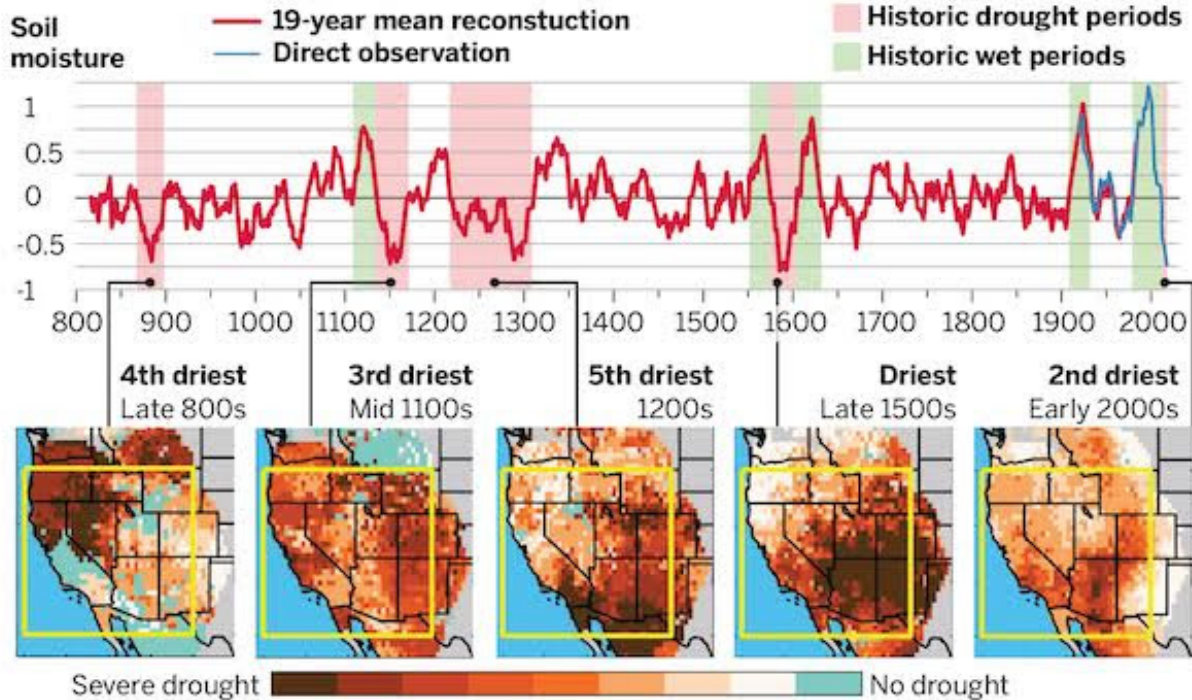 Soil moisture
19-year mean reconstuction
Direct observation
Historic drought periods
Historic wet periods
1
0.5
0
-0.5
-1
800 900 1000 1100 1200 1300 1400 1500 1600 1700 1800 1900 2000
4th driest
Late 800s
3rd driest
Mid 1100s
5th driest
1200s
Driest
Late 1500s
2nd driest
Early 2000s
Severe drought
No drought